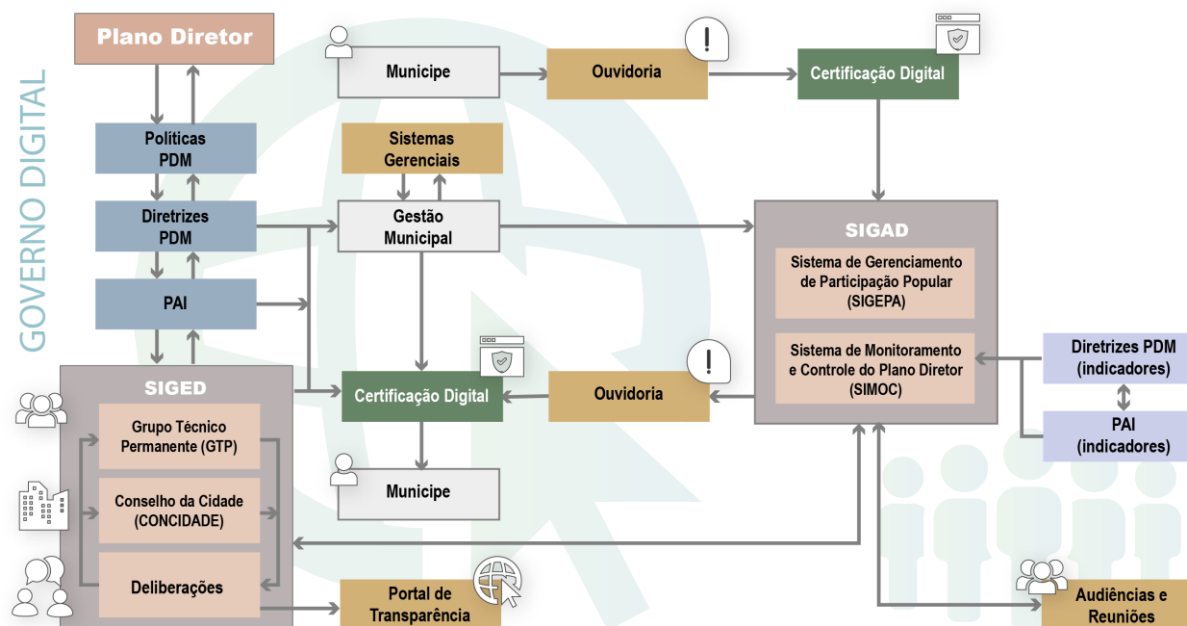 GOVERNO DIGITAL
Plano Diretor
Municipe
Ouvidoria
Certificação Digital
Políticas
PDM
Sistemas
Gerenciais
Diretrizes
PDM
Gestão
Municipal
PAI
SIGAD
Sistema de Gerenciamento
de Participação Popular
(SIGEPA)
Sistema de Monitoramento
e Controle do Plano Diretor
(SIMOC)
Diretrizes PDM
(indicadores)
PAI
(indicadores)
SIGED
Grupo Técnico
Permanente (GTP)
Conselho da Cidade
(CONCIDADE)
Deliberações
Certificação Digital
Ouvidoria
Municipe
Portal de
Transparência
Audiências e
Reuniões